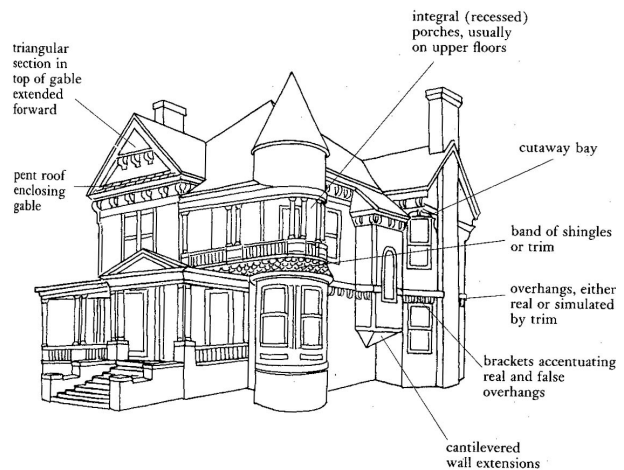 integral (recessed)
porches, usually
on upper floors
triangular
section in
top of gable
extended
forward
cutaway bay
pent roof
enclosing
gable
band of shingles
or trim
overhangs, either
real or simulated
by trim
brackets accentuating
real and false
overhangs
cantilevered
wall extensions